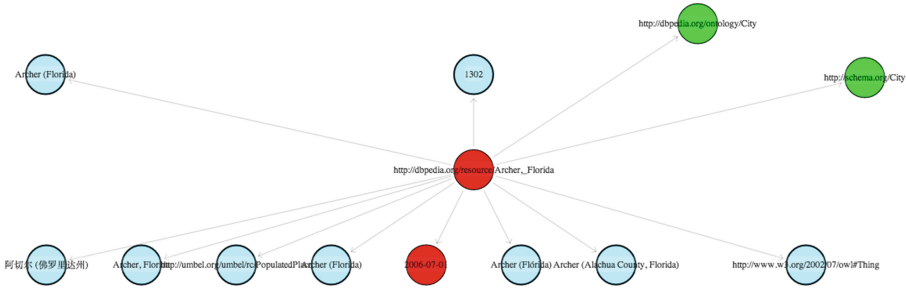 http://dbpedia.org/ontology/City
Archer (Florida)
1302
http://schema.org/City
http://dbpedia.org/resource/Archer,_Florida
阿切尔 (佛罗里达州)
Archer, Florida
http://umbel.org/umbel/rc/PopulatedPlace
Archer (Florida)
2006-07-01
Archer (Flórida)
Archer (Alachua County, Florida)
http://www.w3.org/2002/07/owl#Thing